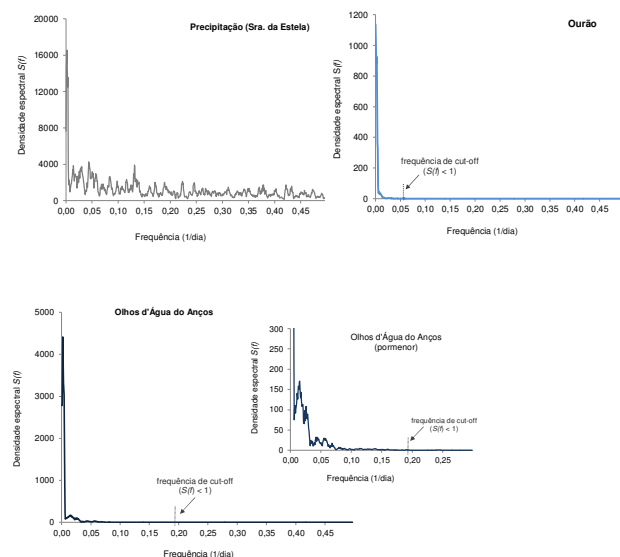 Precipitação (Sra. da Estela)
Densidade espectral S(f)
20000
16000
12000
8000
4000
0
0,00 0,05 0,10 0,15 0,20 0,25 0,30 0,35 0,40 0,45
Frequência (1/dia)
Ourão
Densidade espectral S(f)
1200
1000
800
600
400
200
0
frequência de cut-off
(S(f) < 1)
0,00 0,05 0,10 0,15 0,20 0,25 0,30 0,35 0,40 0,45
Frequência (1/dia)
Olhos d'Água do Anços
Densidade espectral S(f)
5000
4000
3000
2000
1000
0
frequência de cut-off
(S(f) < 1)
0,00 0,05 0,10 0,15 0,20 0,25 0,30 0,35 0,40 0,45
Frequência (1/dia)
Olhos d'Água do Anços
(pormenor)
Densidade espectral S(f)
300
250
200
150
100
50
0
frequência de cut-off
(S(f) < 1)
0,00 0,05 0,10 0,15 0,20 0,25
Frequência (1/dia)